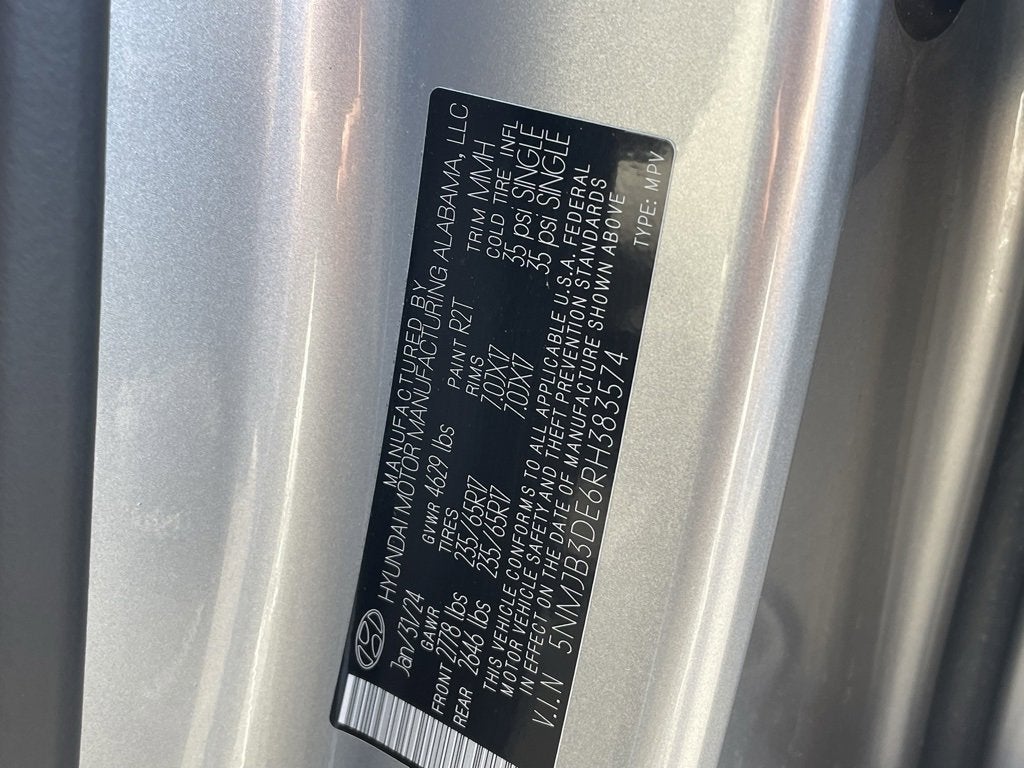 MANUFACTURED BY
HYUNDAI MOTOR MANUFACTURING ALABAMA, LLC
Jan/31/24 GVWR 4629 lbs PAINT R2T TRIM MMH
GAWR TIRES RIMS COLD TIRE INFL
FRONT 2778 lbs 235/65R17 7.0JX17 35 psi SINGLE
REAR 2646 lbs 235/65R17 7.0JX17 35 psi SINGLE
THIS VEHICLE CONFORMS TO ALL APPLICABLE U.S.A. FEDERAL
MOTOR VEHICLE SAFETY AND THEFT PREVENTION STANDARDS
IN EFFECT ON THE DATE OF MANUFACTURE SHOWN ABOVE
V.I.N 5NMJB3DE6RH383574 TYPE: MPV